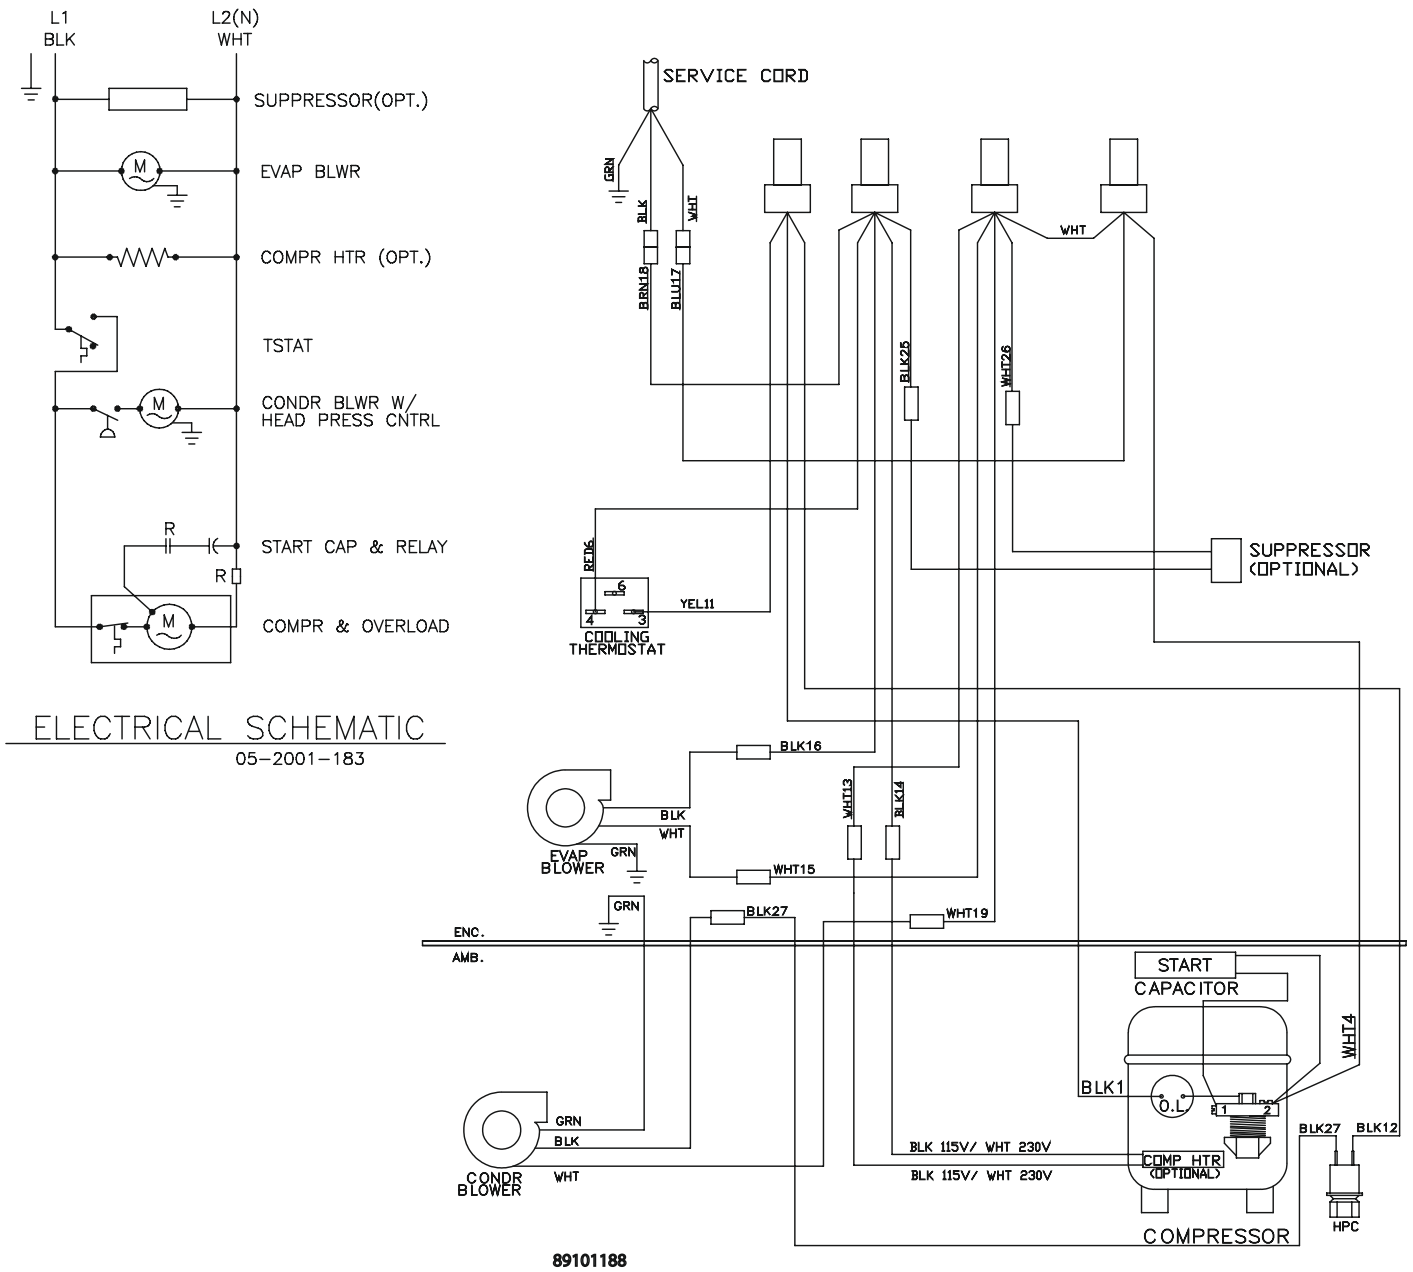 L1
BLK
L2(N)
WHT
SUPPRESSOR(OPT.)
M
EVAP BLWR
COMPR HTR (OPT.)
TSTAT
M
CONDR BLWR W/
HEAD PRESS CNTRL
R
START CAP & RELAY
R
M
COMPR & OVERLOAD
ELECTRICAL SCHEMATIC
05-2001-183
SERVICE CORD
GRN
BLK
WHT
BRN18
BLU17
WHT
BLK25
WHT26
SUPPRESSOR
(OPTIONAL)
RED6
6
4
3
YEL11
COOLING
THERMOSTAT
BLK16
WHT13
BLK14
BLK
WHT
GRN
EVAP
BLOWER
WHT15
GRN
BLK27
WHT19
ENC.
AMB.
START
CAPACITOR
WHT4
BLK1
O.L.
1
2
BLK27
BLK12
GRN
BLK
WHT
CONDR
BLOWER
BLK 115V/ WHT 230V
BLK 115V/ WHT 230V
COMP HTR
(OPTIONAL)
HPC
COMPRESSOR
89101188